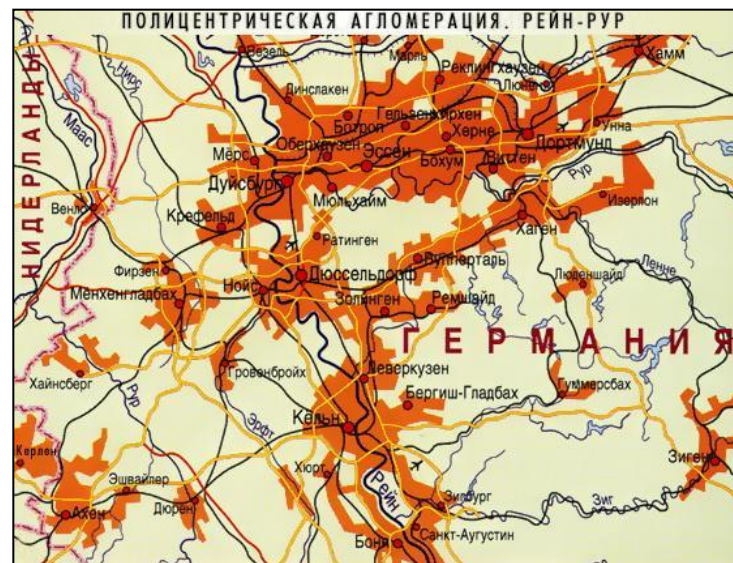 ПОЛИЦЕНТРИЧЕСКАЯ АГЛОМЕРАЦИЯ. РЕЙН-РУР
НИДЕРЛАНДЫ
Маас
Нирс
Везель
Марль
Хамм
Реклингхаузен
Люнен
Динслакен
Ботроп
Гельзенкирхен
Херне
Дортмунд
Унна
Оберхаузен
Эссен
Бохум
Виттен
Мёрс
Дуйсбург
Мюльхайм
Рур
Изерлон
Венло
Крефельд
Ратинген
Хаген
Ленне
Фирзен
Вупперталь
Нойс
Дюссельдорф
Люденшайд
Менхенгладбах
Золинген
Ремшайд
ГЕРМАНИЯ
Хайнсберг
Гровенбройх
Леверкузен
Рур
Бергиш-Гладбах
Гуммерсбах
Эрфт
Кёльн
Керлон
Хюрт
Зиген
Эшвайлер
Рейн
Зигбург
Зиг
Ахен
Дюрен
Санкт-Аугустин
Бонн